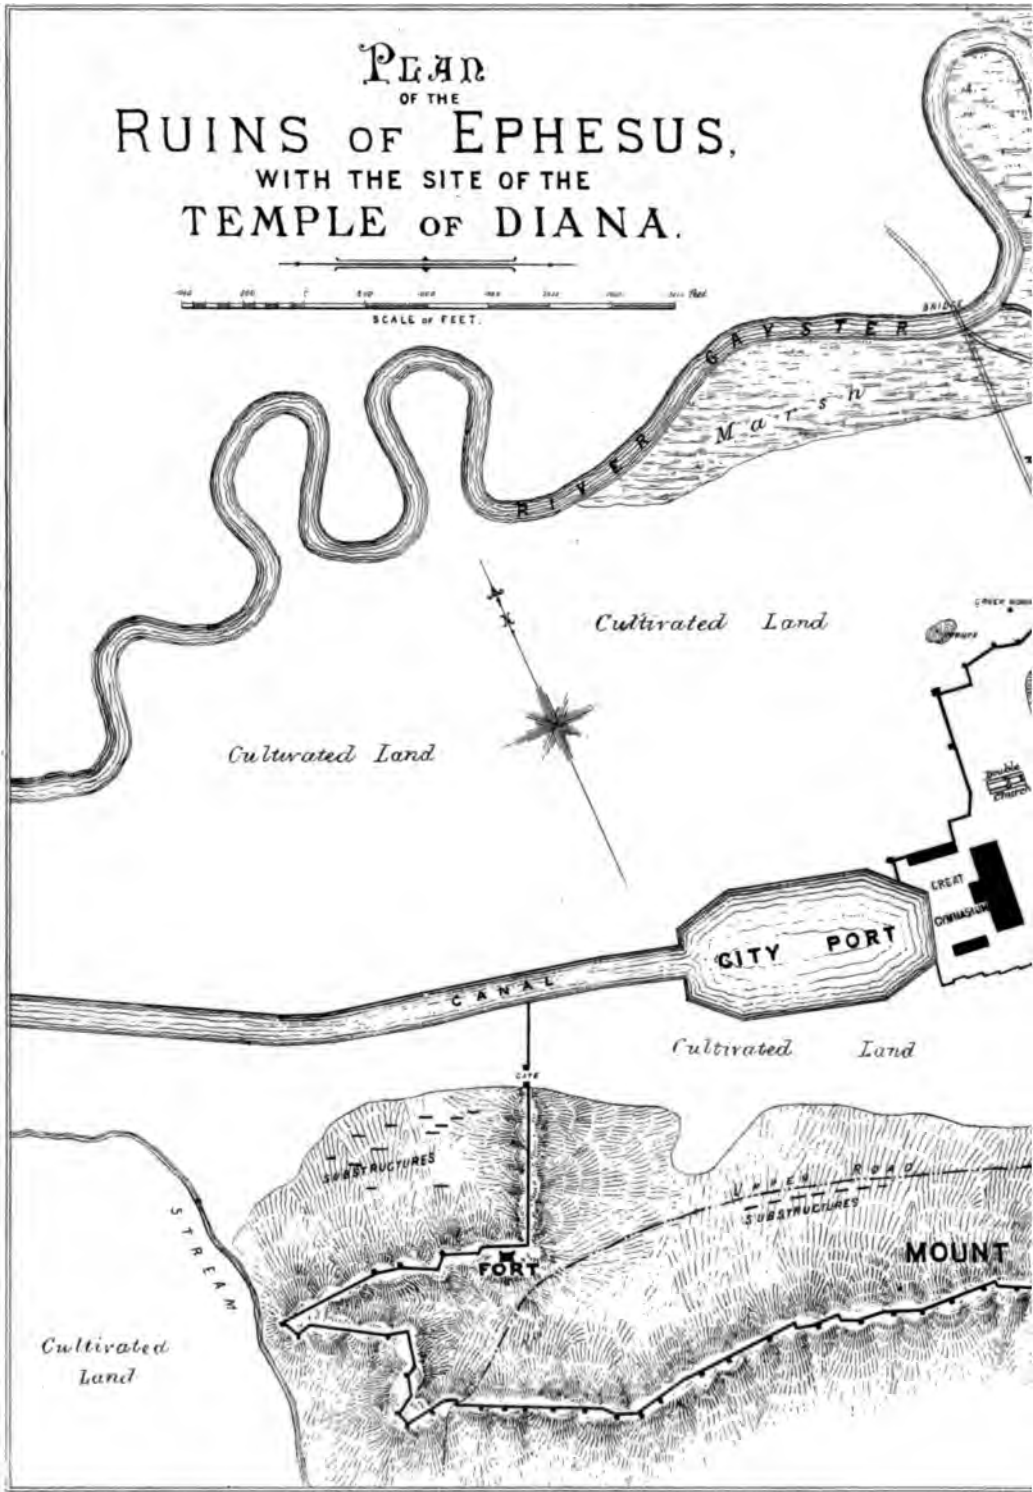 PLAN
OF THE
RUINS OF EPHESUS,
WITH THE SITE OF THE
TEMPLE OF DIANA.
SCALE OF FEET.
BRIDGE
RIVER CAYSTER
Marsh
Cultivated Land
Cultivated Land
Double
Church
GREAT
GYMNASIUM
CITY PORT
CANAL
Cultivated Land
GATE
SUBSTRUCTURES
UPPER ROAD
SUBSTRUCTURES
STREAM
MOUNT
FORT
Cultivated
Land